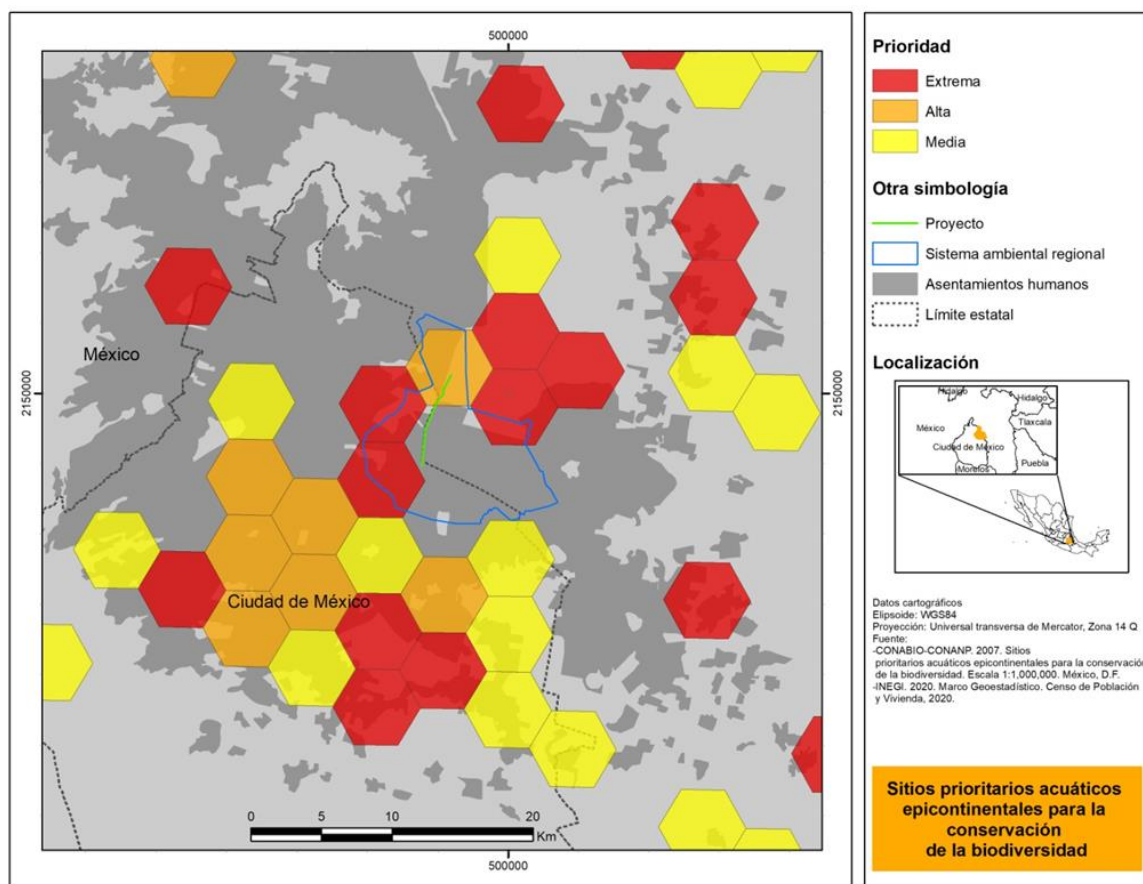 500000
2150000
2150000
México
Ciudad de México
0
5
10
20
Km
500000
Prioridad
Extrema
Alta
Media
Otra simbología
Proyecto
Sistema ambiental regional
Asentamientos humanos
Límite estatal
Localización
Hidalgo
Hidalgo
Tlaxcala
México
Ciudad de México
Puebla
Morelos
Datos cartográficos
Elipsoide: WGS84
Proyección: Universal transversa de Mercator, Zona 14 Q
Fuente:
-CONABIO-CONANP. 2007. Sitios
prioritarios acuáticos epicontinentales para la conservación
de la biodiversidad. Escala 1:1,000,000. México, D.F.
-INEGI. 2020. Marco Geoestadístico. Censo de Población
y Vivienda, 2020.
Sitios prioritarios acuáticos
epicontinentales para la
conservación
de la biodiversidad